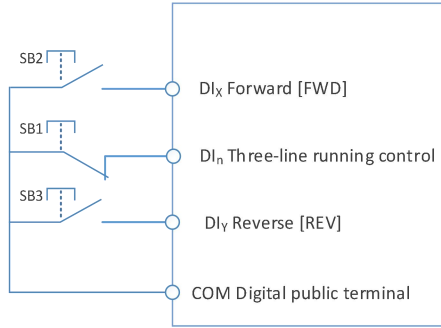 SB2
DIX Forward [FWD]
SB1
DIn Three-line running control
SB3
DIY Reverse [REV]
COM Digital public terminal